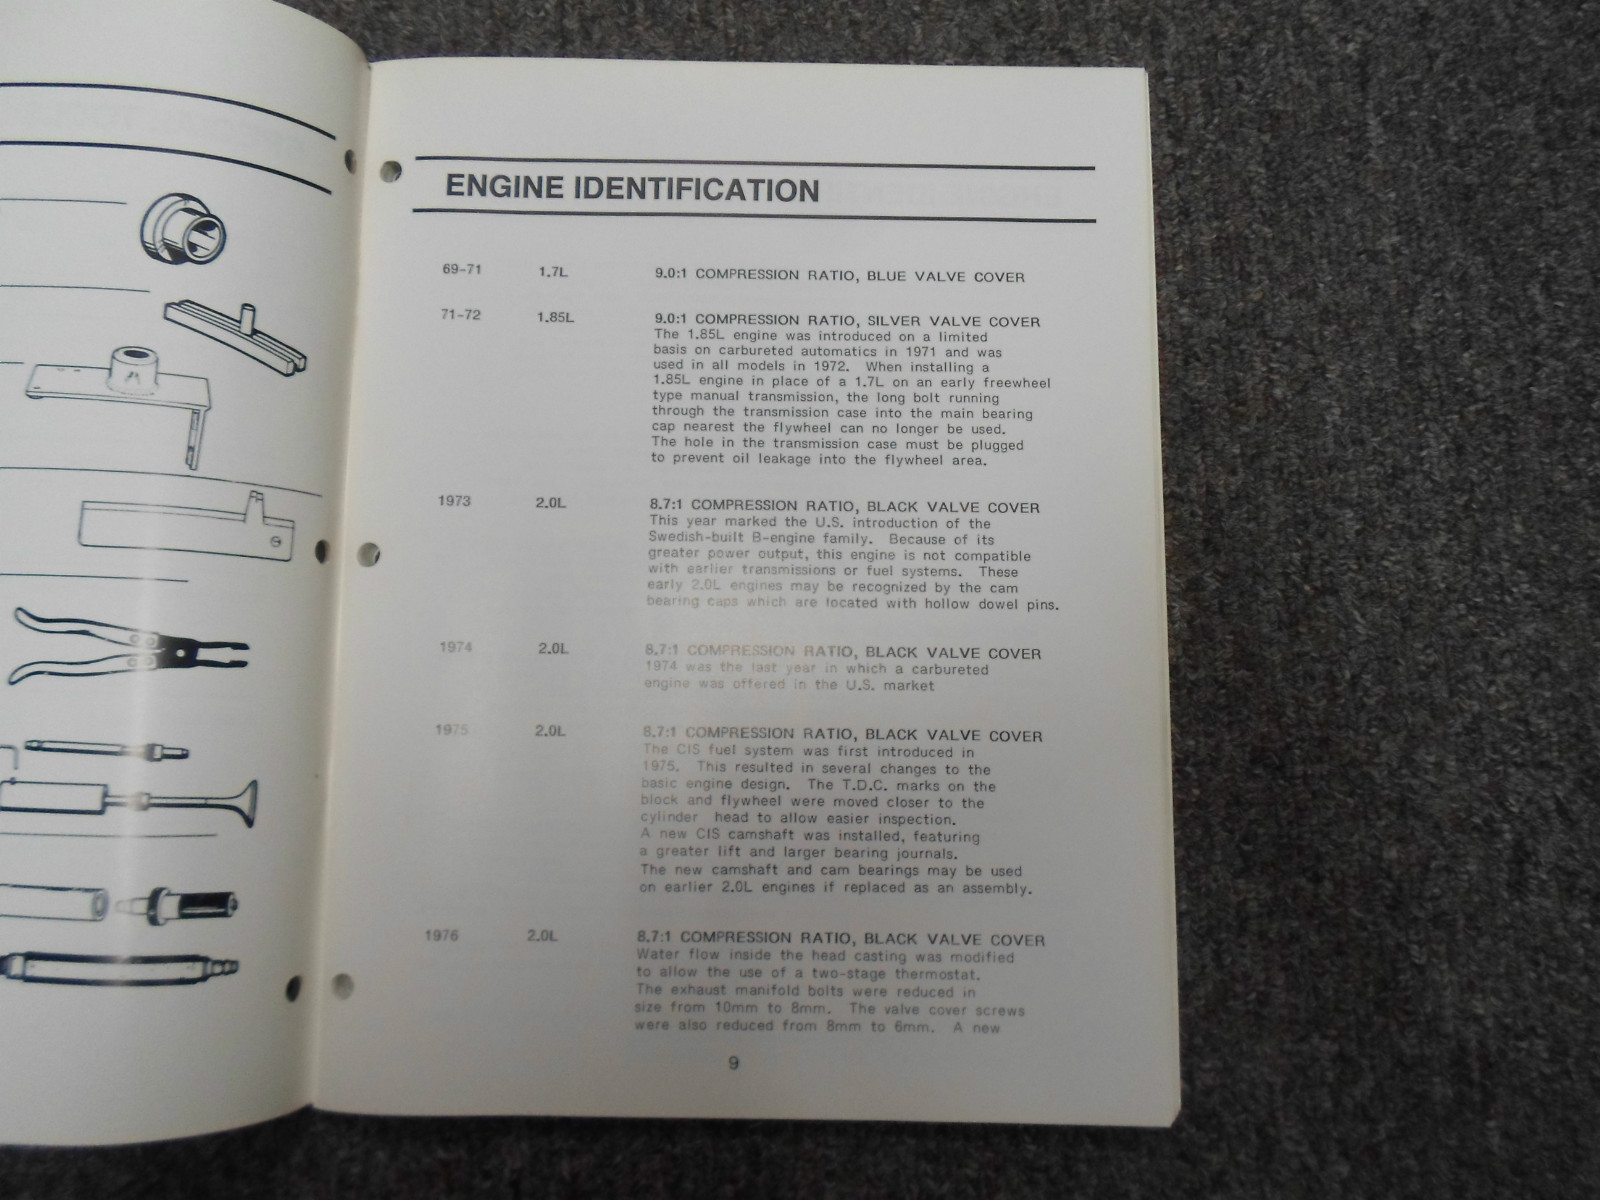 ENGINE IDENTIFICATION
69-71 1.7L 9.0:1 COMPRESSION RATIO, BLUE VALVE COVER
71-72 1.85L 9.0:1 COMPRESSION RATIO, SILVER VALVE COVER
The 1.85L engine was introduced on a limited
basis on carbureted automatics in 1971 and was
used in all models in 1972. When installing a
1.85L engine in place of a 1.7L on an early freewheel
type manual transmission, the long bolt running
through the transmission case into the main bearing
cap nearest the flywheel can no longer be used.
The hole in the transmission case must be plugged
to prevent oil leakage into the flywheel area.
1973 2.0L 8.7:1 COMPRESSION RATIO, BLACK VALVE COVER
This year marked the U.S. introduction of the
Swedish-built B-engine family. Because of its
greater power output, this engine is not compatible
with earlier transmissions or fuel systems. These
early 2.0L engines may be recognized by the cam
bearing caps which are located with hollow dowel pins.
1974 2.0L 8.7:1 COMPRESSION RATIO, BLACK VALVE COVER
1974 was the last year in which a carbureted
engine was offered in the U.S. market
1975 2.0L 8.7:1 COMPRESSION RATIO, BLACK VALVE COVER
The CIS fuel system was first introduced in
1975. This resulted in several changes to the
basic engine design. The T.D.C. marks on the
block and flywheel were moved closer to the
cylinder head to allow easier inspection.
A new CIS camshaft was installed, featuring
a greater lift and larger bearing journals.
The new camshaft and cam bearings may be used
on earlier 2.0L engines if replaced as an assembly.
1976 2.0L 8.7:1 COMPRESSION RATIO, BLACK VALVE COVER
Water flow inside the head casting was modified
to allow the use of a two-stage thermostat.
The exhaust manifold bolts were reduced in
size from 10mm to 8mm. The valve cover screws
were also reduced from 8mm to 6mm. A new
9